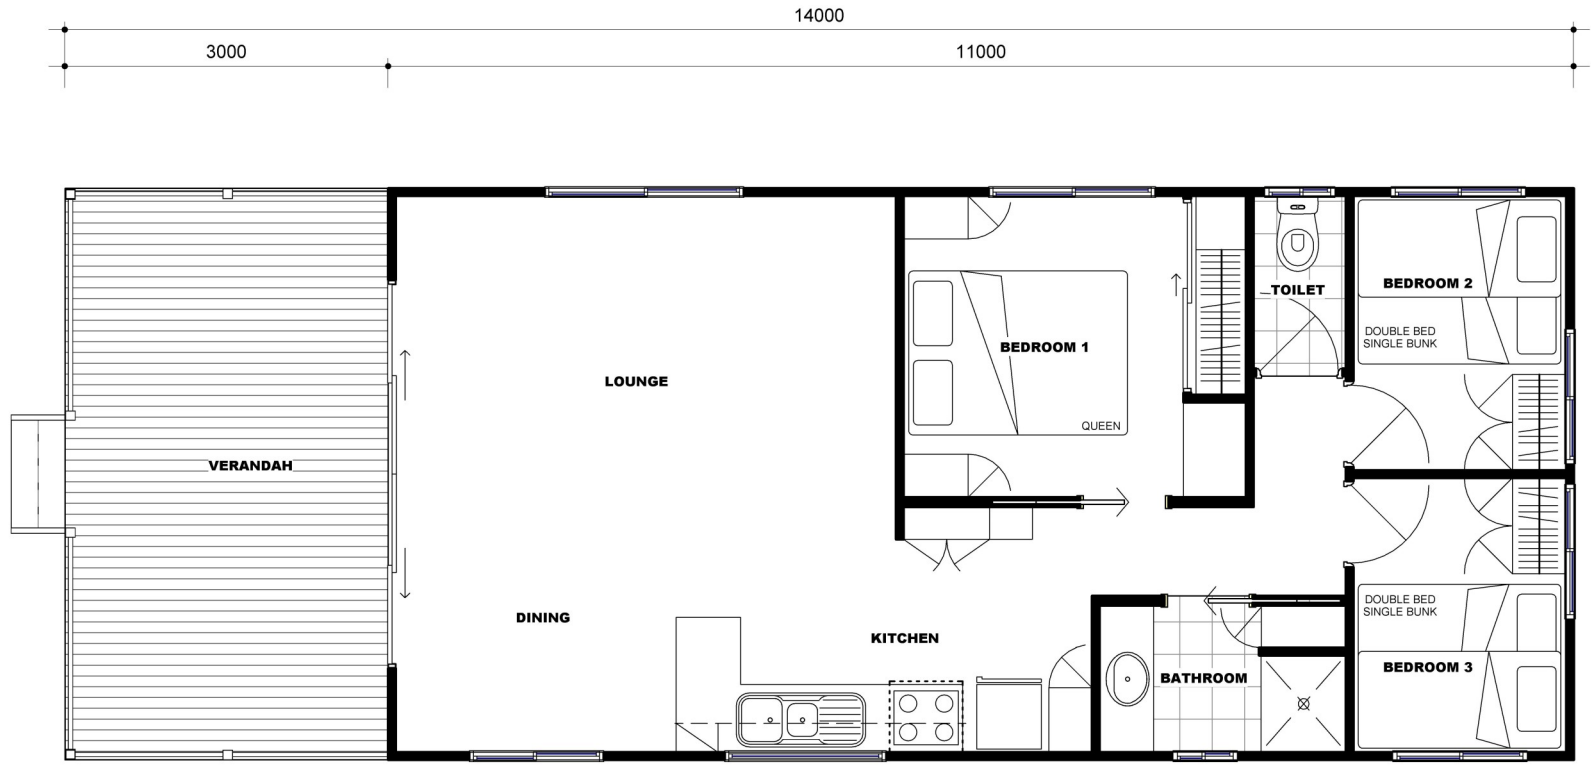 14000
3000
11000
BEDROOM 2
TOILET
DOUBLE BED
SINGLE BUNK
BEDROOM 1
LOUNGE
QUEEN
VERANDAH
DOUBLE BED
SINGLE BUNK
DINING
KITCHEN
BEDROOM 3
BATHROOM